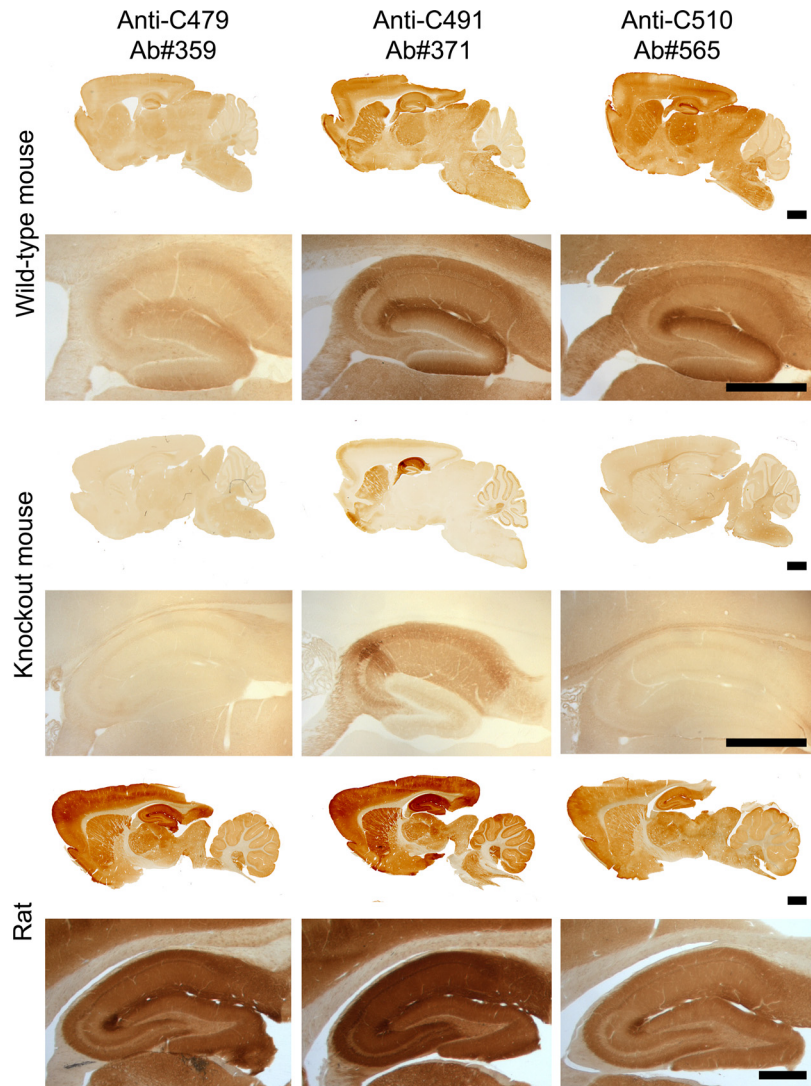 Anti-C479
Ab#359
Anti-C491
Ab#371
Anti-C510
Ab#565
Wild-type mouse
Knockout mouse
Rat